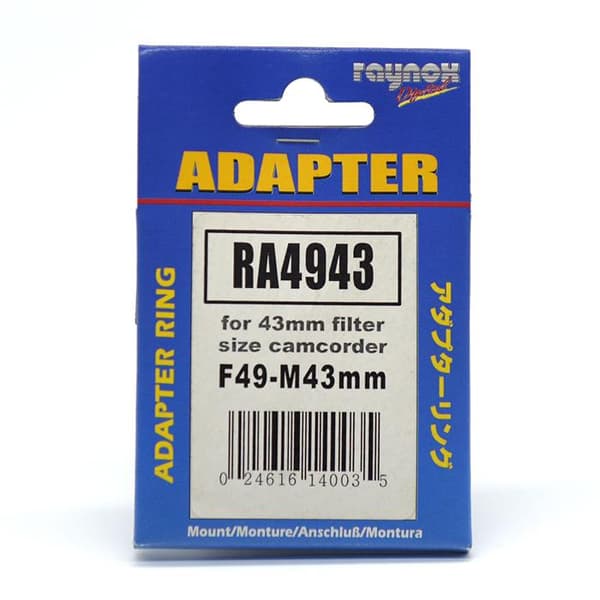 raynox
Digital
ADAPTER
RA4943
for 43mm filter
size camcorder
F49-M43mm
0 24616 14003 5
ADAPTER RING
アダプターリング
Mount/Monture/Anschluß/Montura